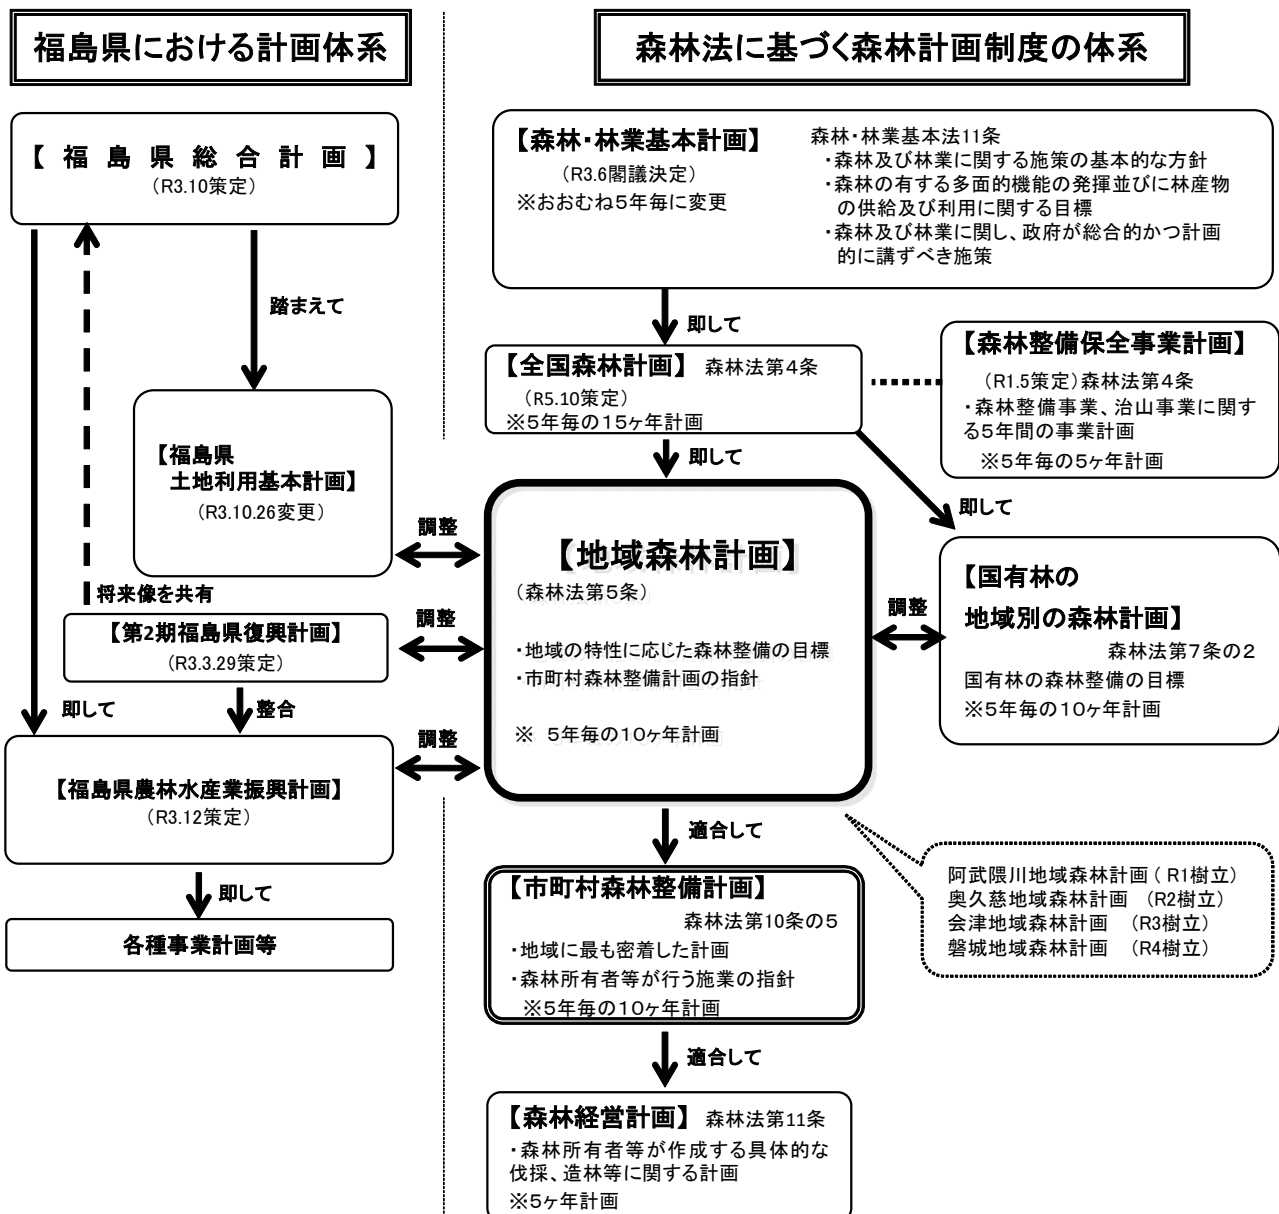 福島県における計画体系
【 福 島 県 総 合 計 画 】
(R3.10策定)
踏まえて
【福島県
土地利用基本計画】
(R3.10.26変更)
調整
将来像を共有
【第2期福島県復興計画】
(R3.3.29策定)
調整
即して
整合
【福島県農林水産業振興計画】
(R3.12策定)
調整
即して
各種事業計画等
森林法に基づく森林計画制度の体系
【森林・林業基本計画】
(R3.6閣議決定)
※おおむね5年毎に変更
森林・林業基本法11条
・森林及び林業に関する施策の基本的な方針
・森林の有する多面的機能の発揮並びに林産物
の供給及び利用に関する目標
・森林及び林業に関し、政府が総合的かつ計画
的に講ずべき施策
即して
【全国森林計画】 森林法第4条
(R5.10策定)
※5年毎の15ヶ年計画
【森林整備保全事業計画】
(R1.5策定)森林法第4条
・森林整備事業、治山事業に関す
る5年間の事業計画
※5年毎の5ヶ年計画
即して
即して
【地域森林計画】
(森林法第5条)
・地域の特性に応じた森林整備の目標
・市町村森林整備計画の指針
※ 5年毎の10ヶ年計画
調整
【国有林の
地域別の森林計画】
森林法第7条の2
国有林の森林整備の目標
※5年毎の10ヶ年計画
適合して
阿武隈川地域森林計画 ( R1樹立)
奥久慈地域森林計画 (R2樹立)
会津地域森林計画 (R3樹立)
磐城地域森林計画 (R4樹立)
【市町村森林整備計画】
森林法第10条の5
・地域に最も密着した計画
・森林所有者等が行う施業の指針
※5年毎の10ヶ年計画
適合して
【森林経営計画】 森林法第11条
・森林所有者等が作成する具体的な
伐採、造林等に関する計画
※5ヶ年計画